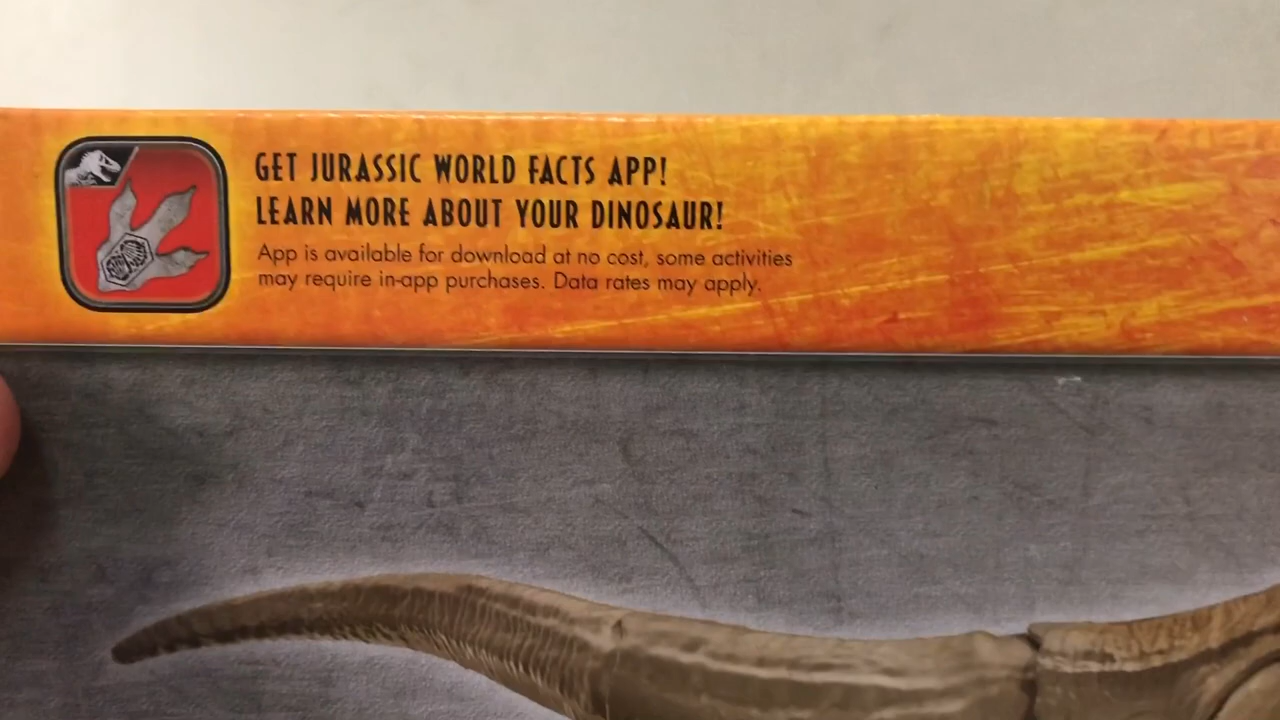 GET JURASSIC WORLD FACTS APP!
LEARN MORE ABOUT YOUR DINOSAUR!
App is available for download at no cost, some activities
may require in-app purchases. Data rates may apply.